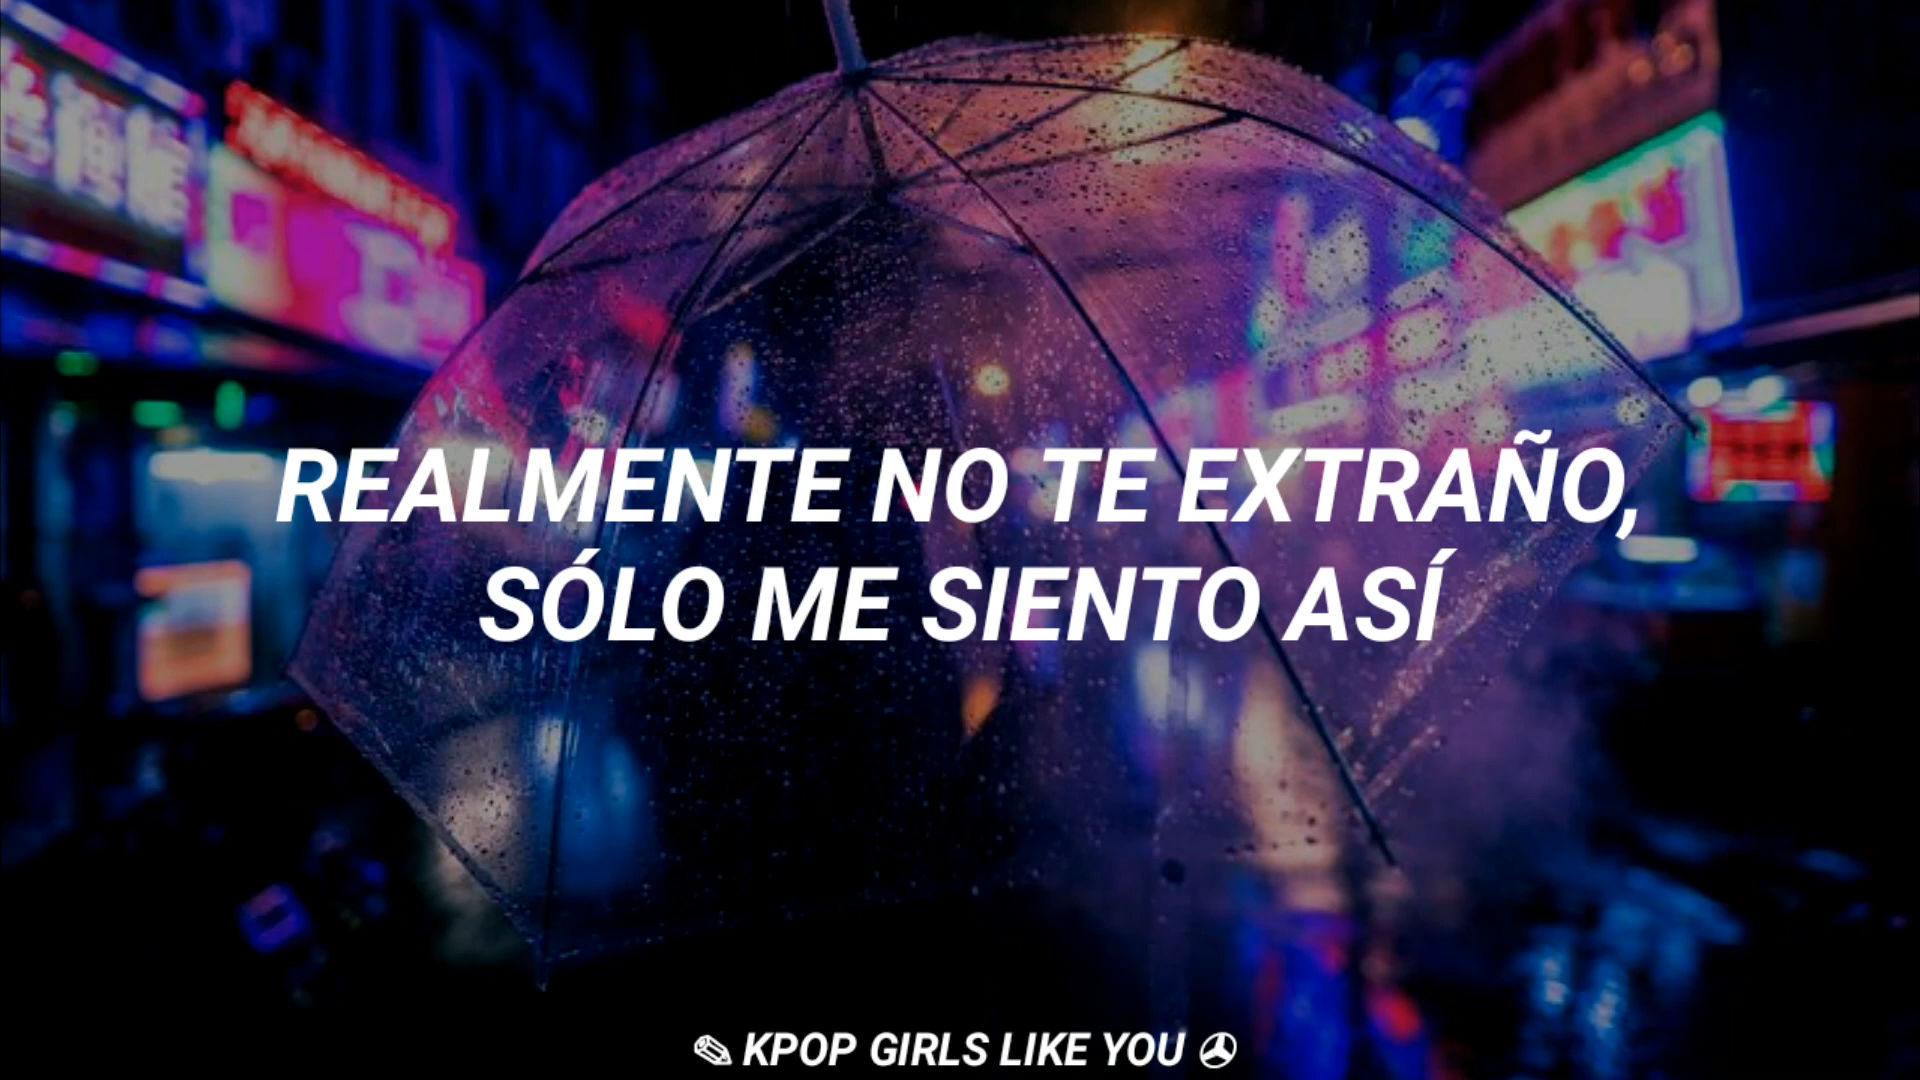 REALMENTE NO TE EXTRAÑO,
SÓLO ME SIENTO ASÍ
✎ KPOP GIRLS LIKE YOU